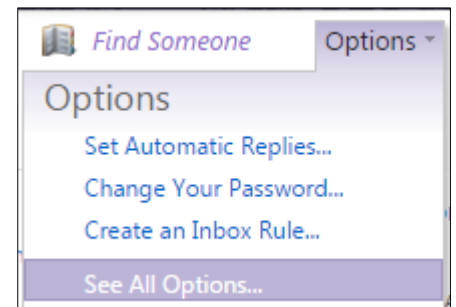 Find Someone Options
Options
Set Automatic Replies...
Change Your Password...
Create an Inbox Rule...
See All Options...